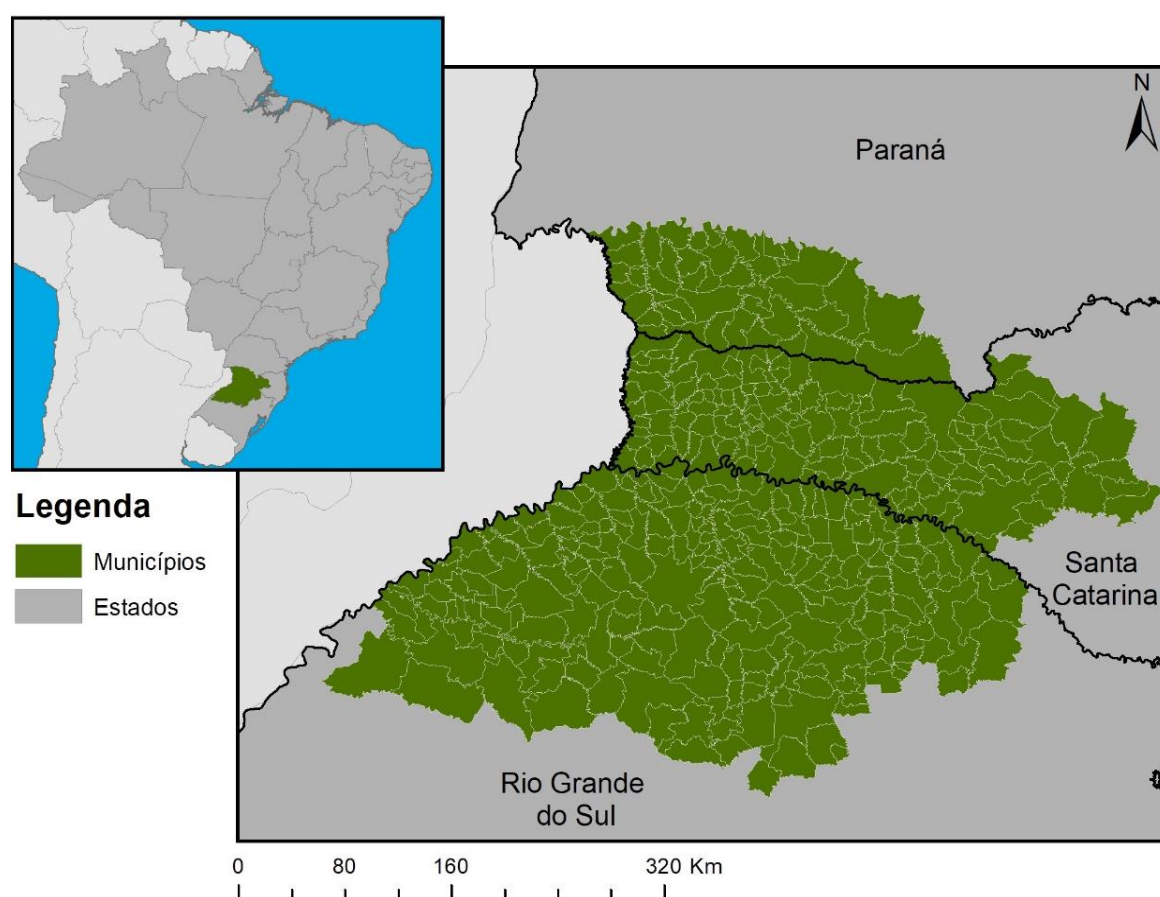 N
Paraná
Legenda
Municípios
Estados
Santa
Catarina
Rio Grande
do Sul
0 80 160 320 Km